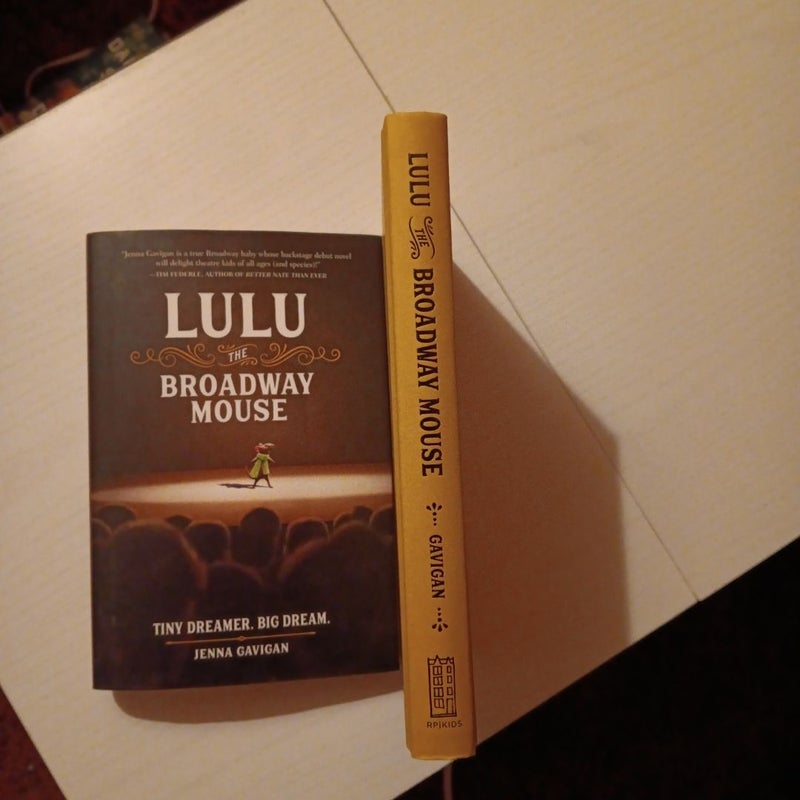 "Jenna Gavigan is a true Broadway baby whose backstage debut novel
will delight theatre kids of all ages (and species)!"
—TIM FEDERLE, AUTHOR OF BETTER NATE THAN EVER
LULU
THE
BROADWAY
MOUSE
TINY DREAMER. BIG DREAM.
JENNA GAVIGAN
LULU THE BROADWAY MOUSE GAVIGAN
RP|KIDS